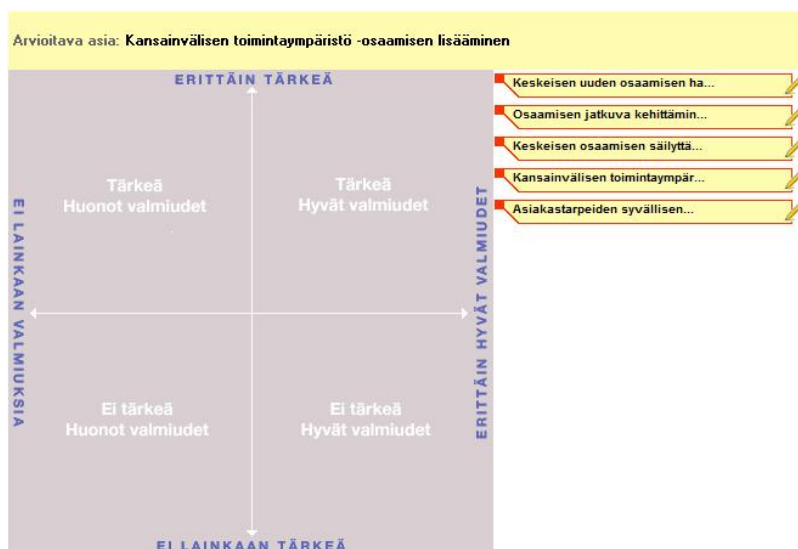 Arvioitava asia: Kansainvälisen toimintaympäristö -osaamisen lisääminen
ERITTÄIN TÄRKEÄ
Keskeisen uuden osaamisen ha...
Osaamisen jatkuva kehittämin...
Keskeisen osaamisen säilyttä...
Kansainvälisen toimintaympär...
Asiakastarpeiden syvällisen...
Tärkeä
Huonot valmiudet
Tärkeä
Hyvät valmiudet
EI LAINKAAN VALMIUKSIA
ERITTÄIN HYVÄT VALMIUDET
Ei tärkeä
Huonot valmiudet
Ei tärkeä
Hyvät valmiudet
EI LAINKAAN TÄRKEÄ